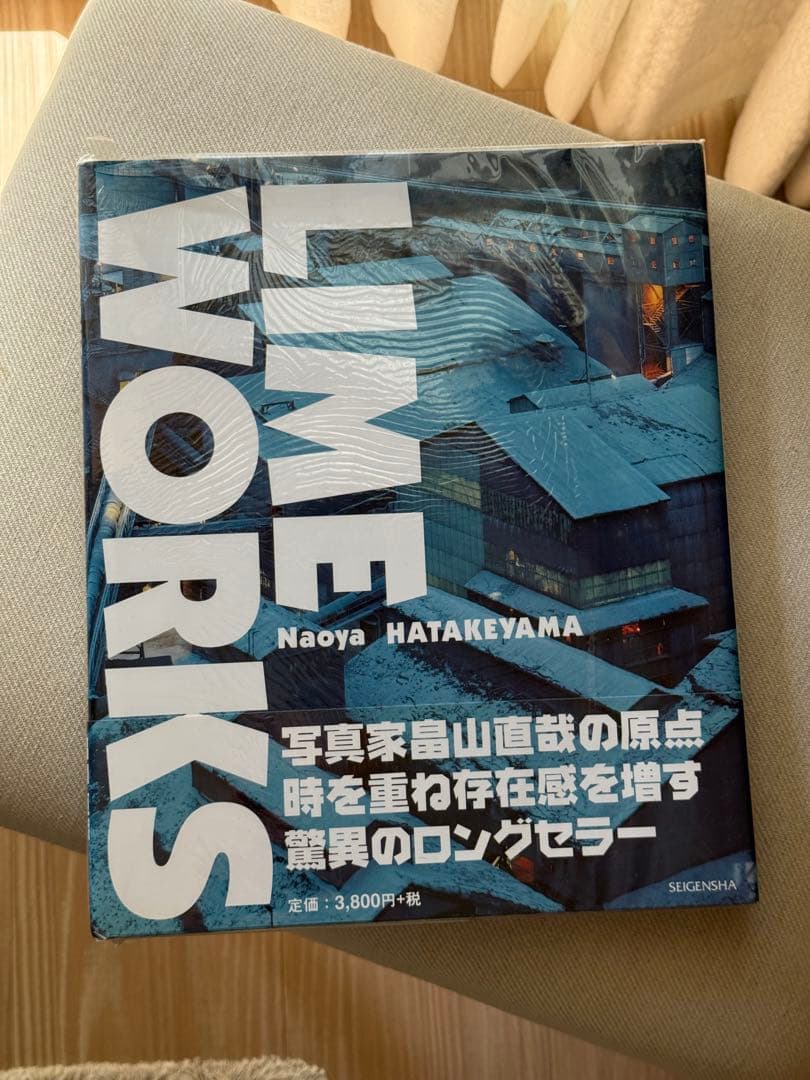 LIME
WORKS
Naoya HATAKEYAMA
写真家畠山直哉の原点
時を重ね存在感を増す
驚異のロングセラー
定価：3,800円+税
SEIGENSHA